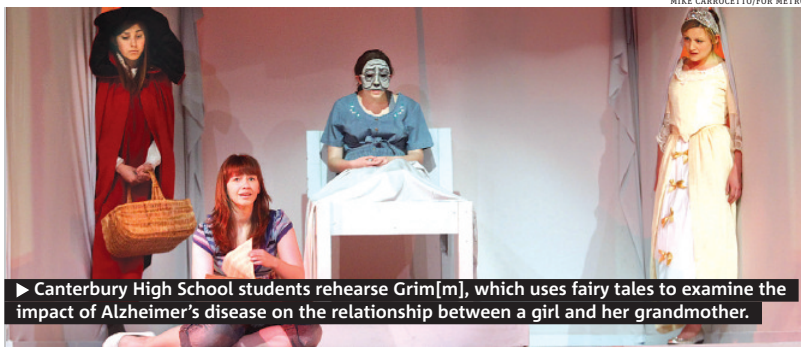 MIKE CARROCETTO/FOR METRO
▶ Canterbury High School students rehearse Grim[m], which uses fairy tales to examine the
impact of Alzheimer's disease on the relationship between a girl and her grandmother.